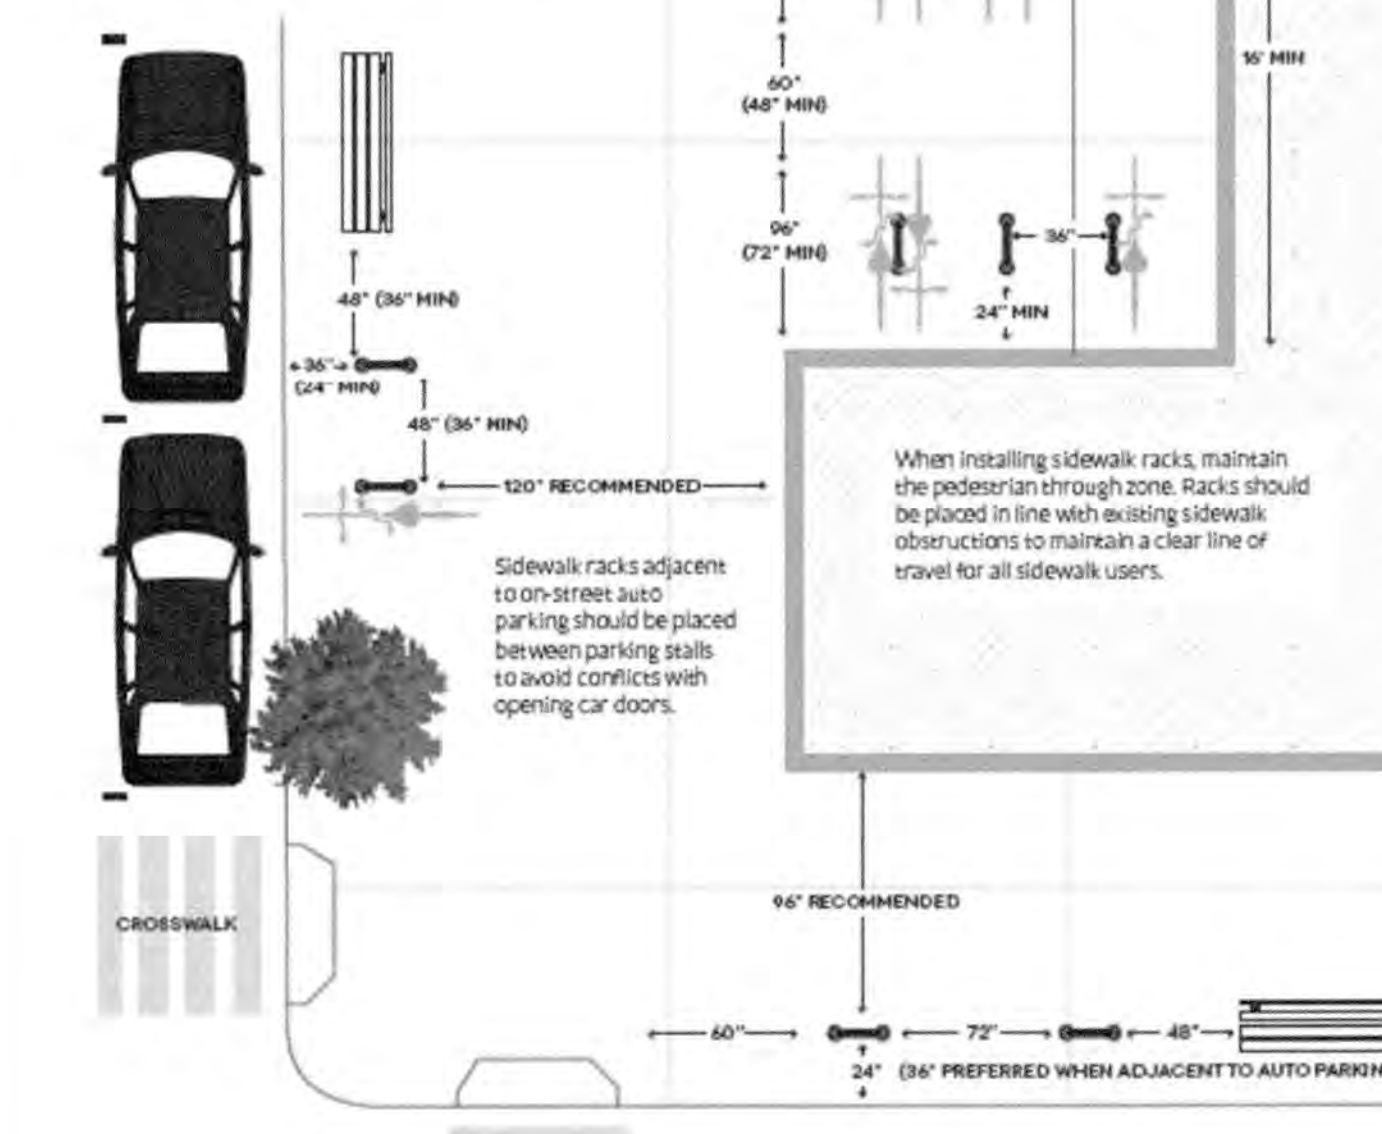 16' MIN
60"
(48" MIN)
96"
(72" MIN)
36"
24" MIN
48" (36" MIN)
36"
(24" MIN)
48" (36" MIN)
120" RECOMMENDED
When installing sidewalk racks, maintain
the pedestrian through zone. Racks should
be placed in line with existing sidewalk
obstructions to maintain a clear line of
travel for all sidewalk users.
Sidewalk racks adjacent
to on-street auto
parking should be placed
between parking stalls
to avoid conflicts with
opening car doors.
CROSSWALK
96" RECOMMENDED
60"
72"
48"
24" (36" PREFERRED WHEN ADJACENT TO AUTO PARKIN